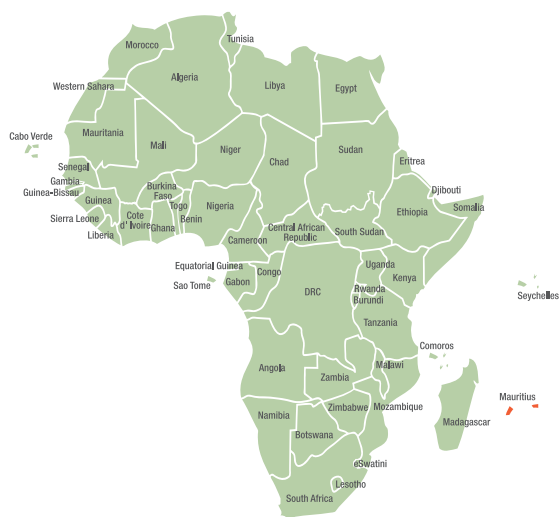 Tunisia
Morocco
Algeria
Libya
Egypt
Western Sahara
Mauritania
Mali
Niger
Chad
Sudan
Eritrea
Cabo Verde
Senegal
Gambia
Guinea-Bissau
Guinea
Burkina
Faso
Djibouti
Somalia
Ethiopia
Sierra Leone
Liberia
Cote
d' Ivoire
Ghana
Togo
Benin
Nigeria
Cameroon
Central African
Republic
South Sudan
Equatorial Guinea
Sao Tome
Gabon
Congo
DRC
Uganda
Kenya
Rwanda
Burundi
Tanzania
Seychelles
Comoros
Angola
Zambia
Malawi
Mozambique
Mauritius
Madagascar
Namibia
Zimbabwe
Botswana
eSwatini
Lesotho
South Africa